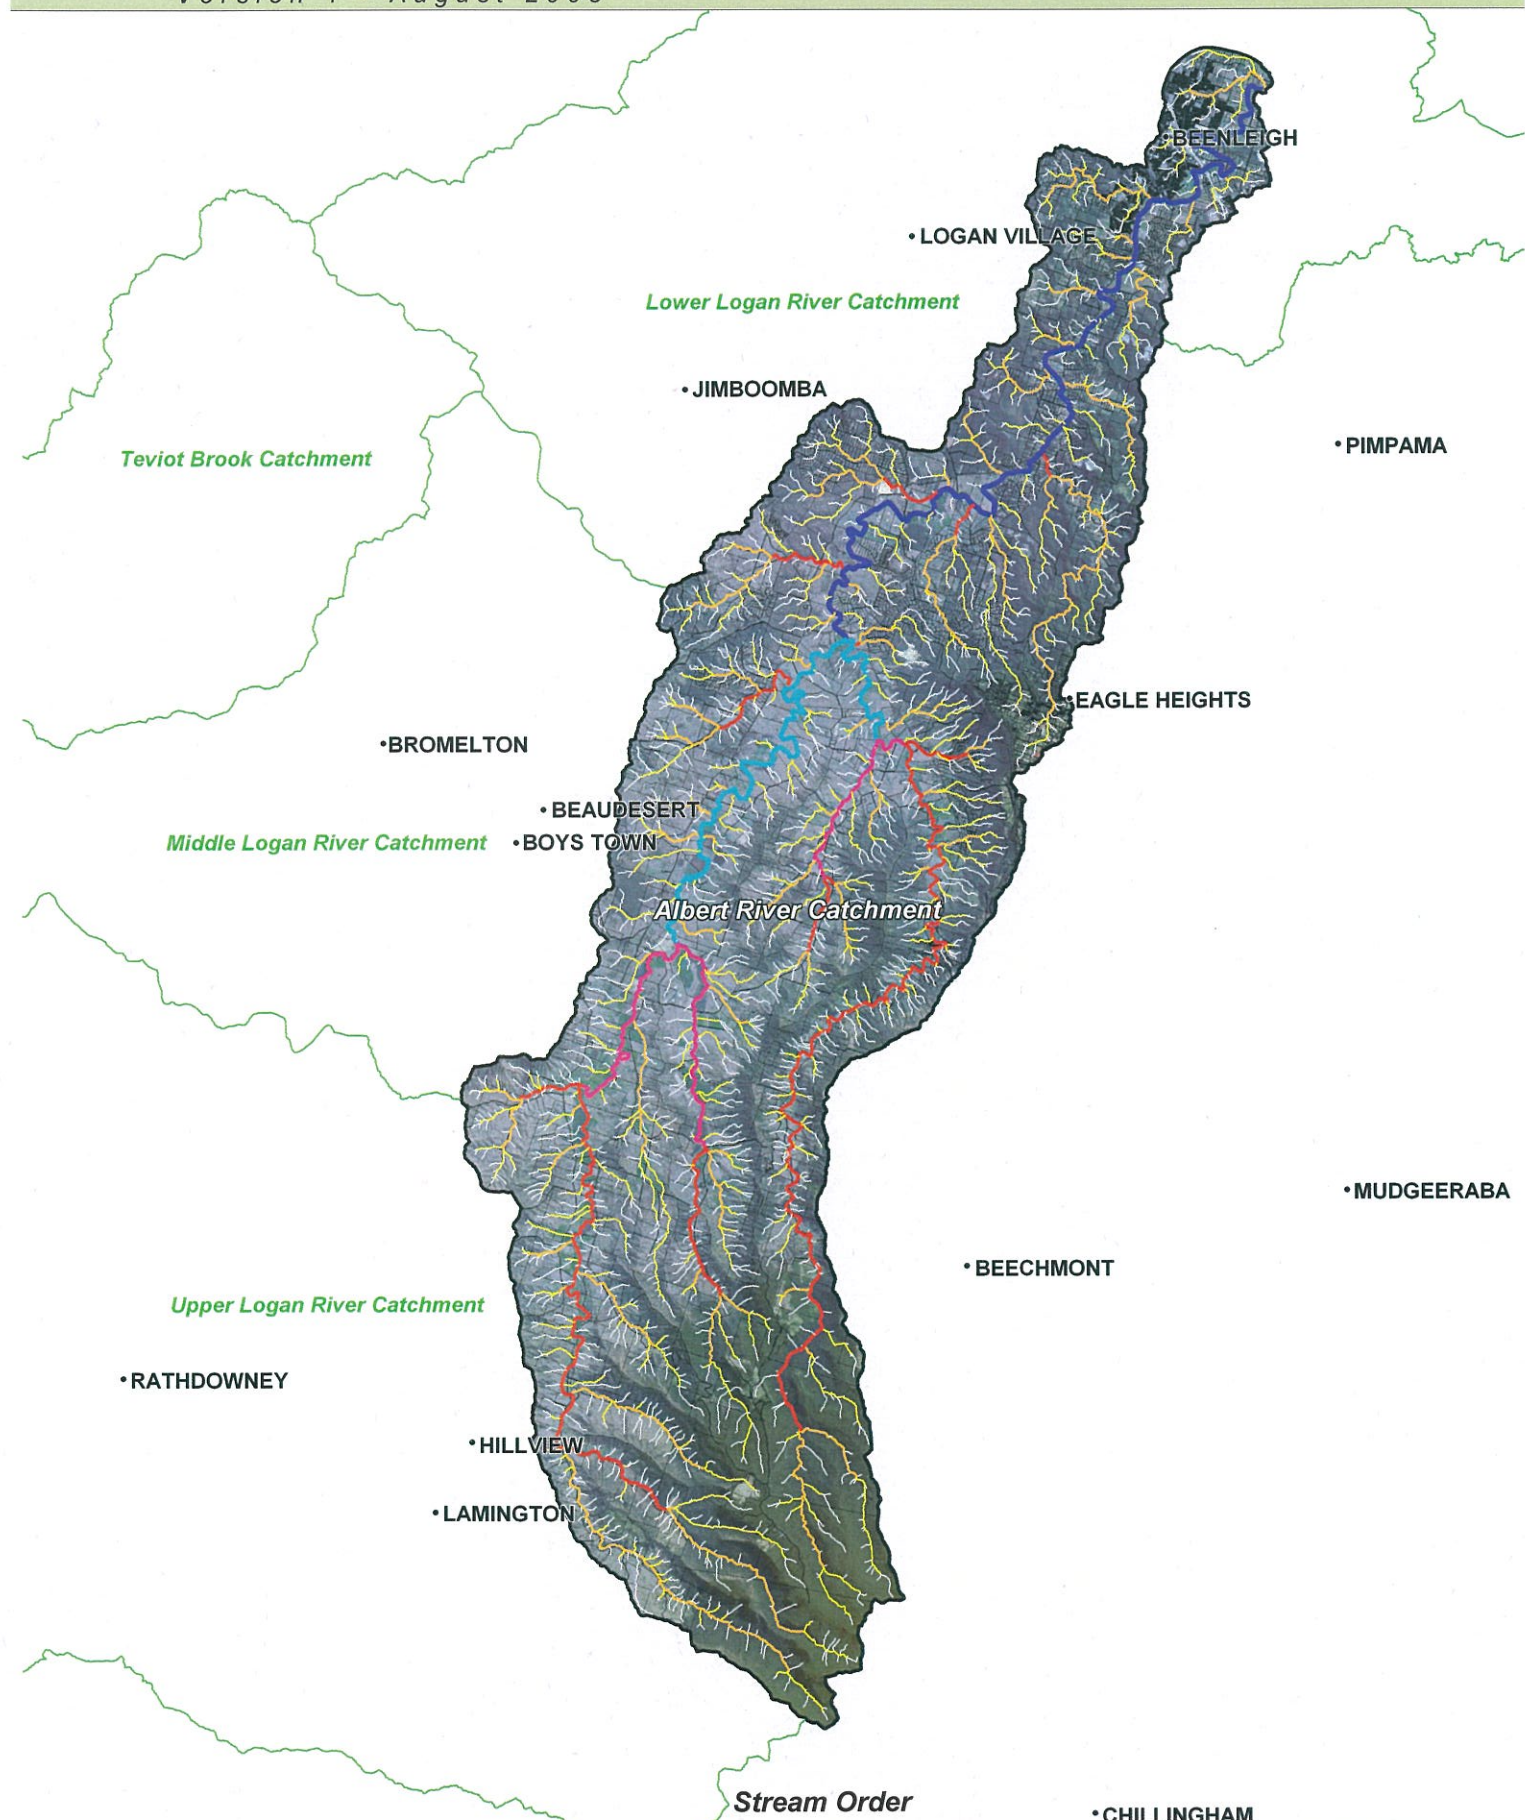 BEENLEIGH
LOGAN VILLAGE
Lower Logan River Catchment
JIMBOOMBA
PIMPAMA
Teviot Brook Catchment
EAGLE HEIGHTS
BROMELTON
BEAUDESERT
Middle Logan River Catchment
BOYS TOWN
Albert River Catchment
MUDGEERABA
BEECHMONT
Upper Logan River Catchment
RATHDOWNEY
HILLVIEW
LAMINGTON
Stream Order
CHILLINGHAM